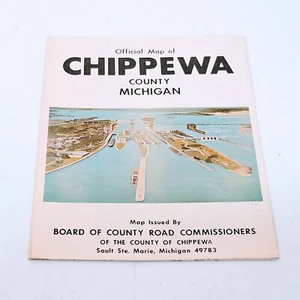 Official Map of
CHIPPEWA
COUNTY
MICHIGAN
Map Issued By
BOARD OF COUNTY ROAD COMMISSIONERS
OF THE COUNTY OF CHIPPEWA
Sault Ste. Marie, Michigan 49783